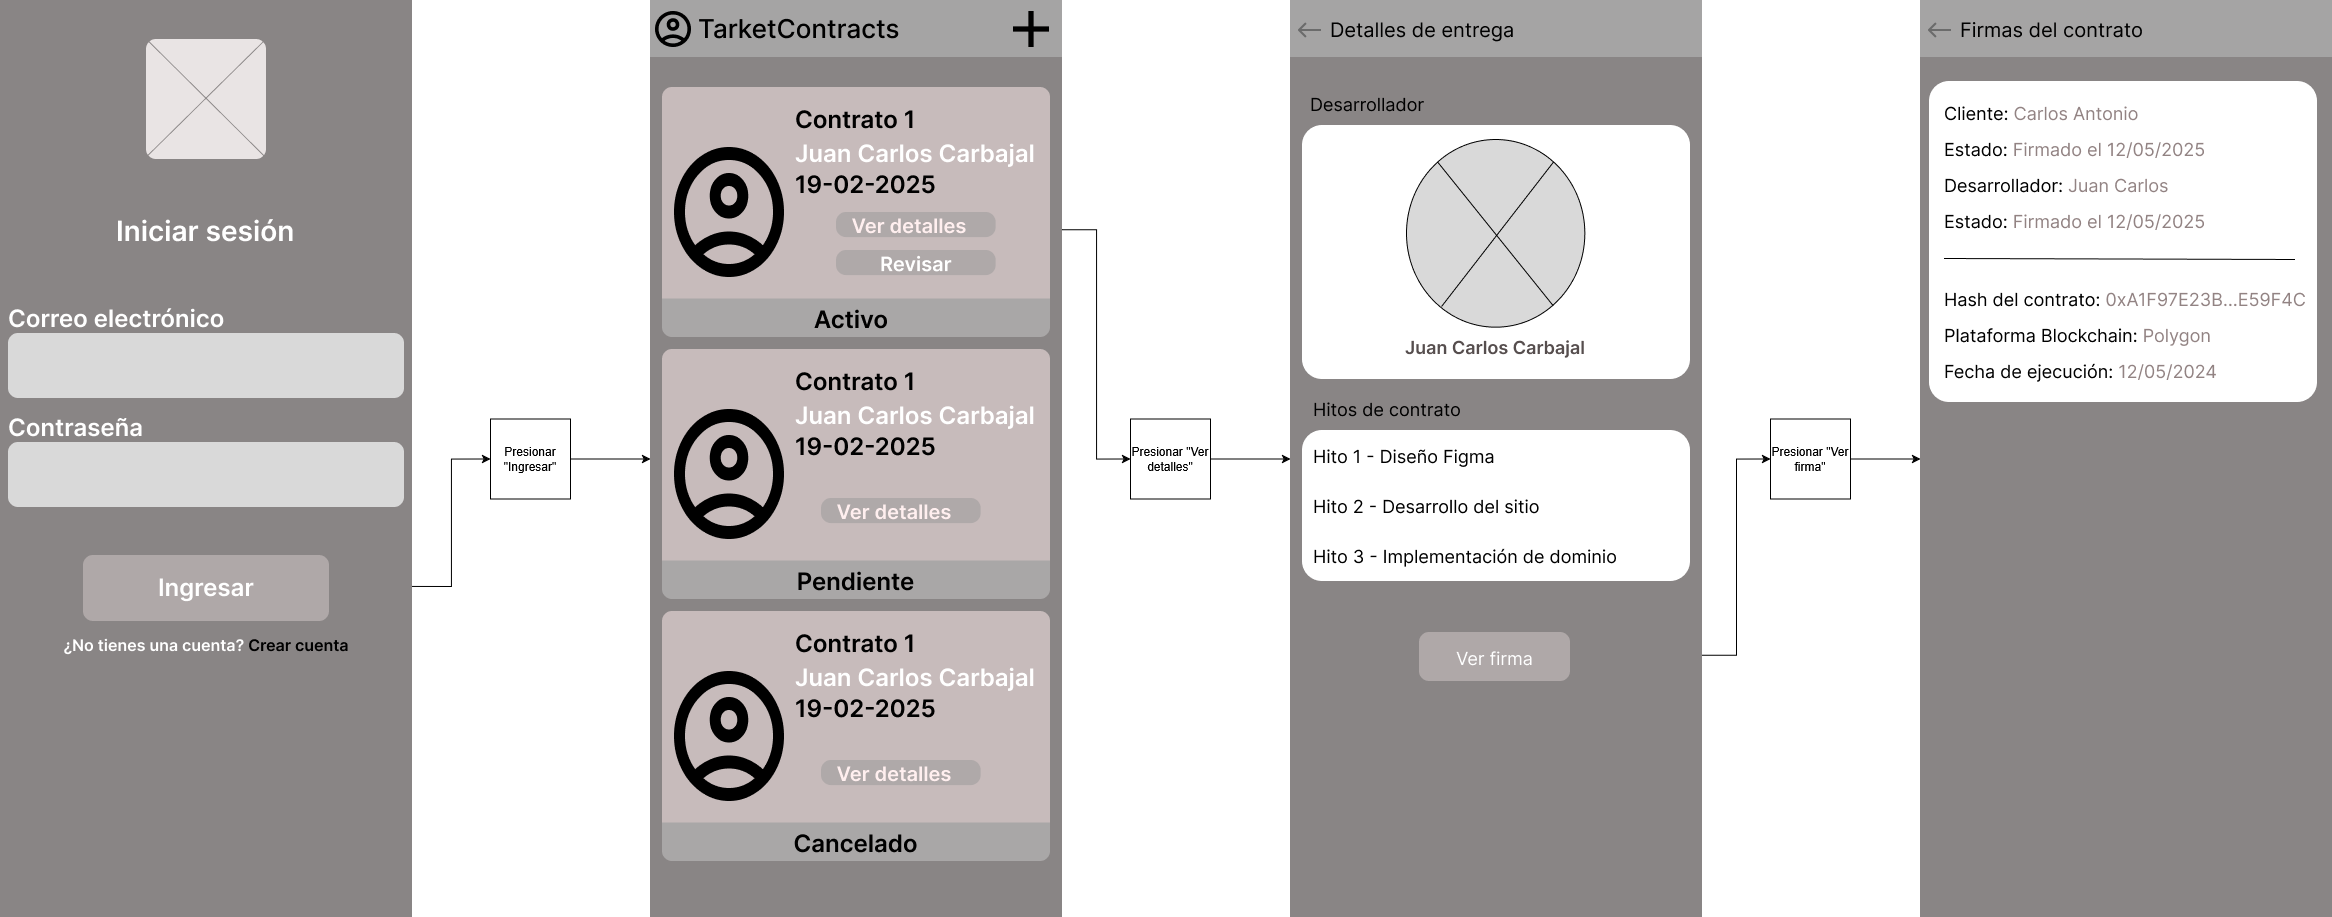 Iniciar sesión
Correo electrónico
Contraseña
Ingresar
¿No tienes una cuenta? Crear cuenta
Presionar
"Ingresar"
TarketContracts
Contrato 1
Juan Carlos Carbajal
19-02-2025
Ver detalles
Revisar
Activo
Contrato 1
Juan Carlos Carbajal
19-02-2025
Ver detalles
Pendiente
Contrato 1
Juan Carlos Carbajal
19-02-2025
Ver detalles
Cancelado
Presionar "Ver
detalles"
Detalles de entrega
Desarrollador
Juan Carlos Carbajal
Hitos de contrato
Hito 1 - Diseño Figma
Hito 2 - Desarrollo del sitio
Hito 3 - Implementación de dominio
Ver firma
Presionar "Ver
firma"
Firmas del contrato
Cliente: Carlos Antonio
Estado: Firmado el 12/05/2025
Desarrollador: Juan Carlos
Estado: Firmado el 12/05/2025
Hash del contrato: 0xA1F97E23B...E59F4C
Plataforma Blockchain: Polygon
Fecha de ejecución: 12/05/2024